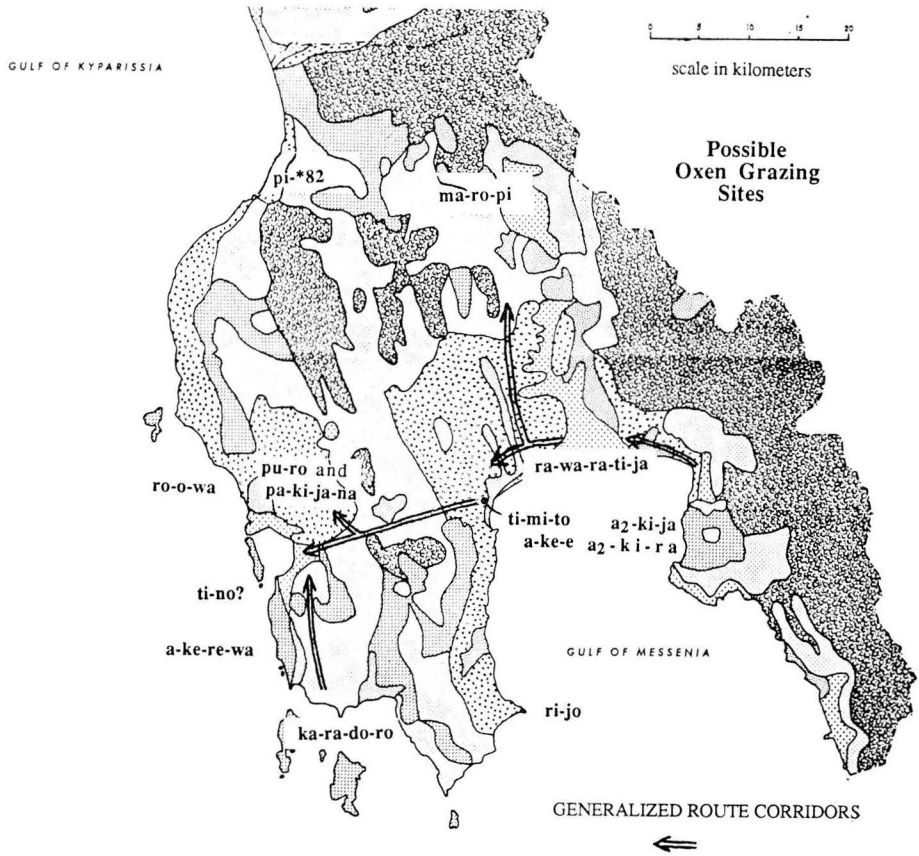 0 5 10 20
GULF OF KYPARISSIA
scale in kilometers
Possible
Oxen Grazing
Sites
pi-*82
ma-ro-pi
ro-o-wa
pu-ro and
pa-ki-ja-na
ra-wa-ra-ti-ja
ti-mi-to
a-ke-e
a2-ki-ja
a2-ki-ra
ti-no?
a-ke-re-wa
GULF OF MESSENIA
ri-jo
ka-ra-do-ro
GENERALIZED ROUTE CORRIDORS